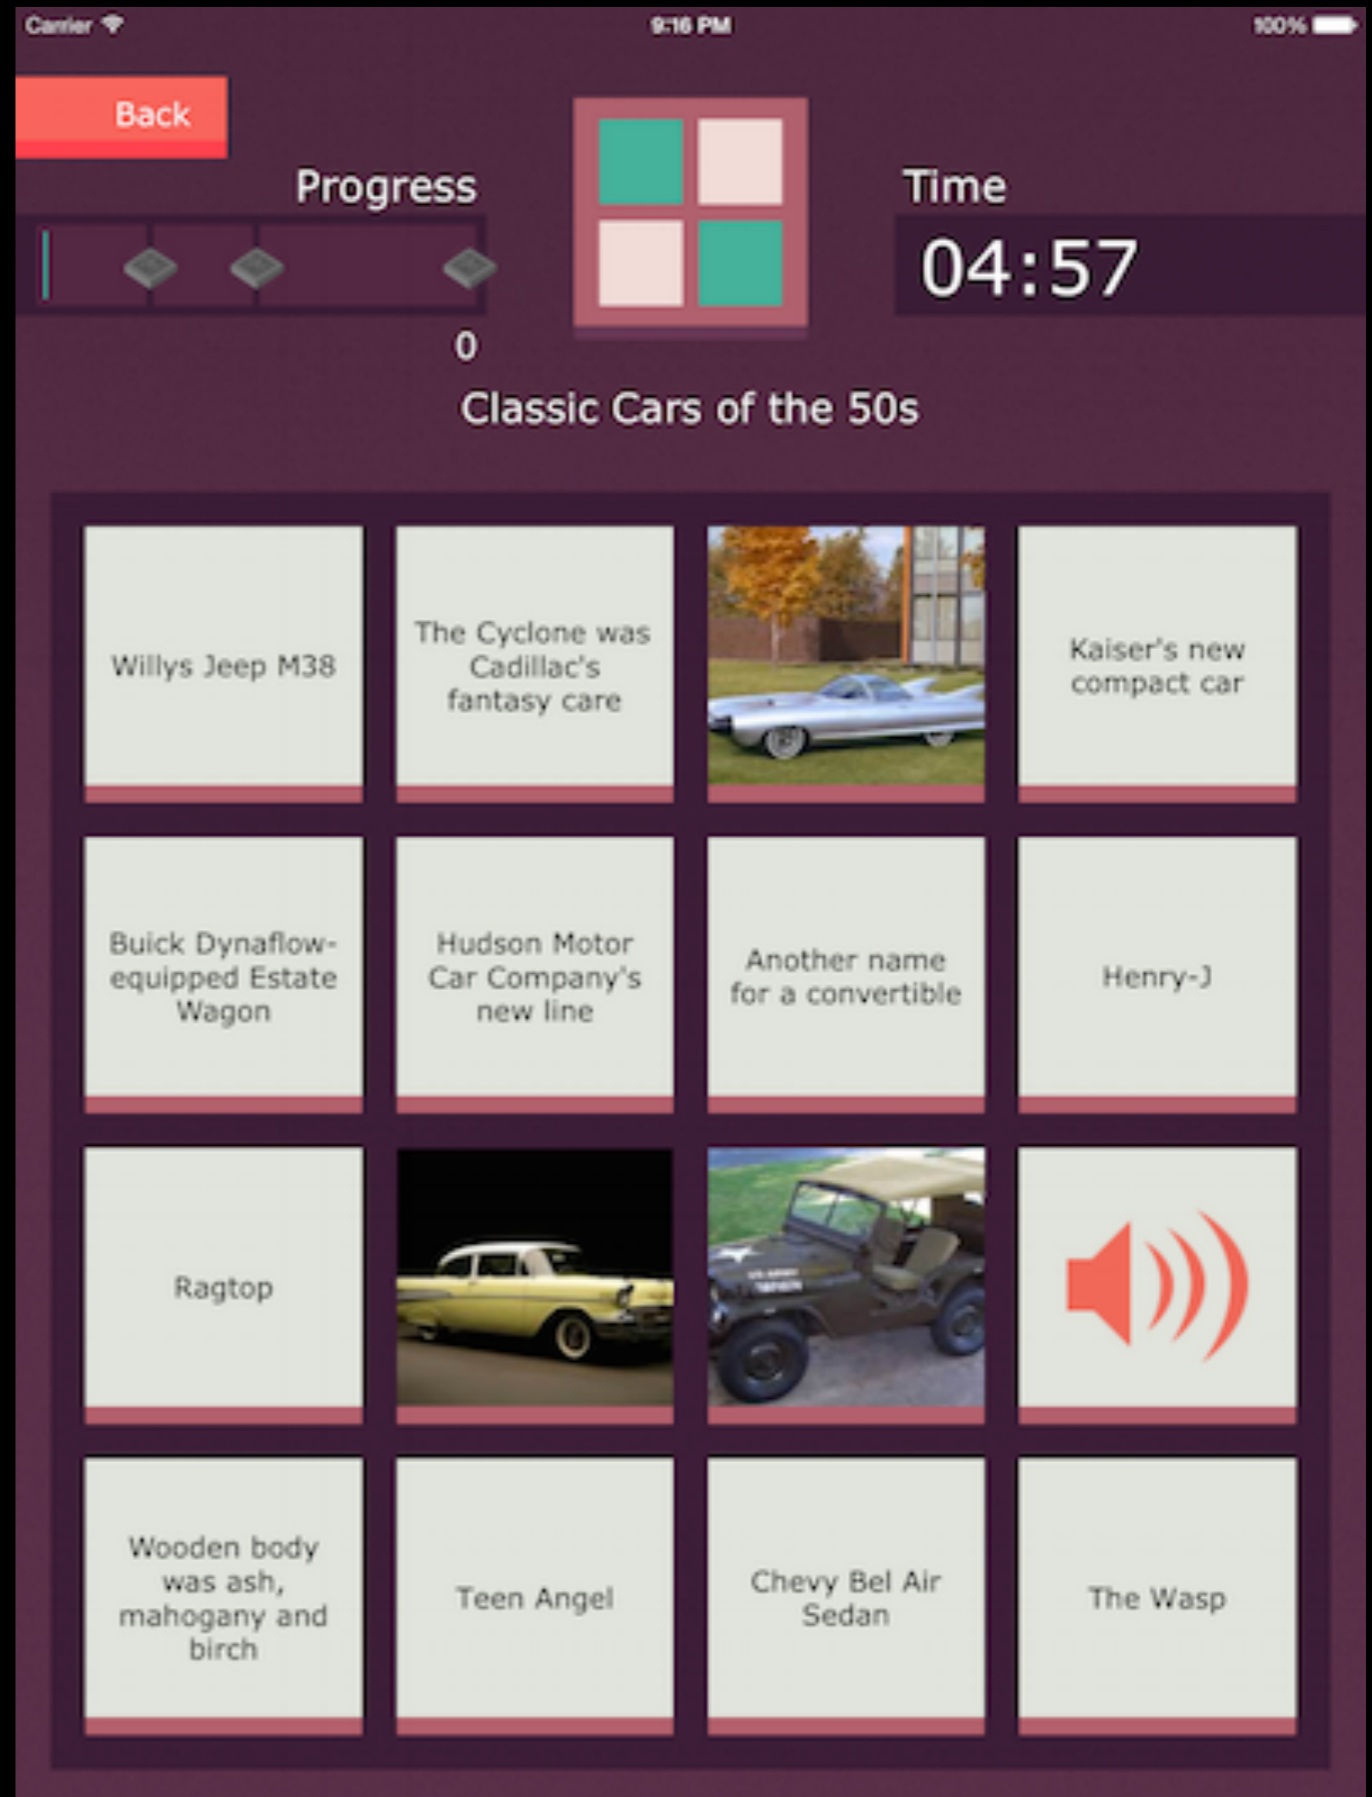 Carrier
9:16 PM
100%
Back
Progress
Time
04:57
0
Classic Cars of the 50s
Willys Jeep M38
The Cyclone was
Cadillac's
fantasy care
Kaiser's new
compact car
Buick Dynaflow-
equipped Estate
Wagon
Hudson Motor
Car Company's
new line
Another name
for a convertible
Henry-J
Ragtop
Wooden body
was ash,
mahogany and
birch
Teen Angel
Chevy Bel Air
Sedan
The Wasp